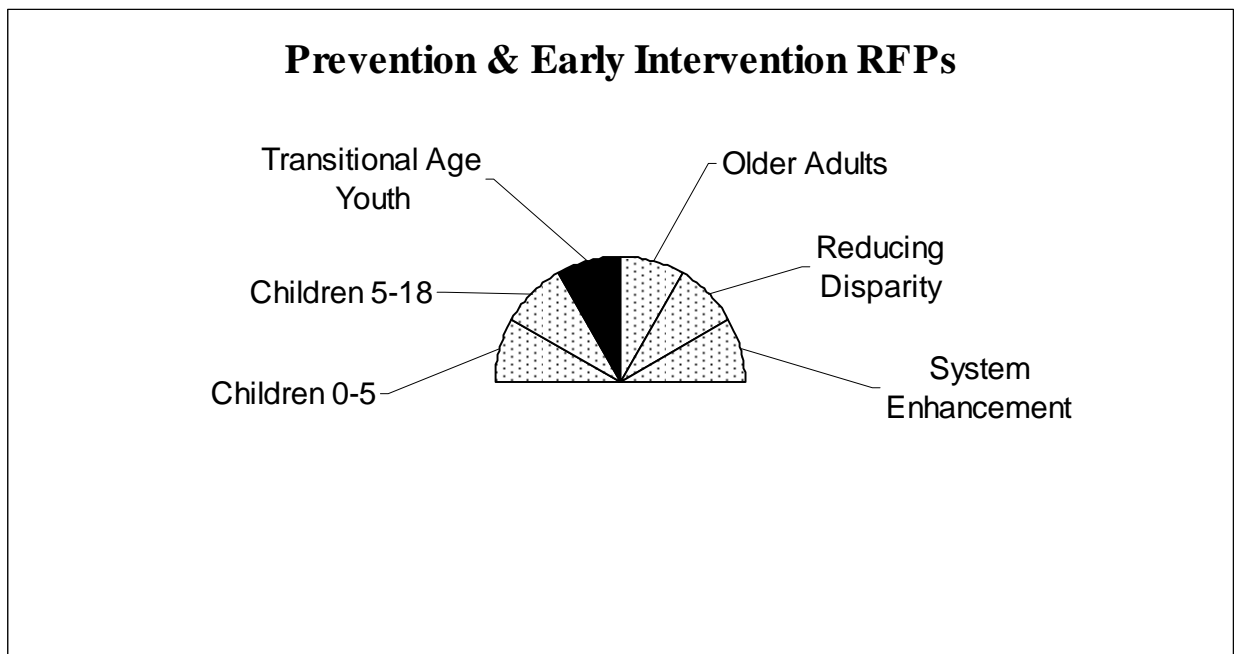 Prevention & Early Intervention RFPs
Transitional Age
Youth
Older Adults
Children 5-18
Reducing
Disparity
Children 0-5
System
Enhancement